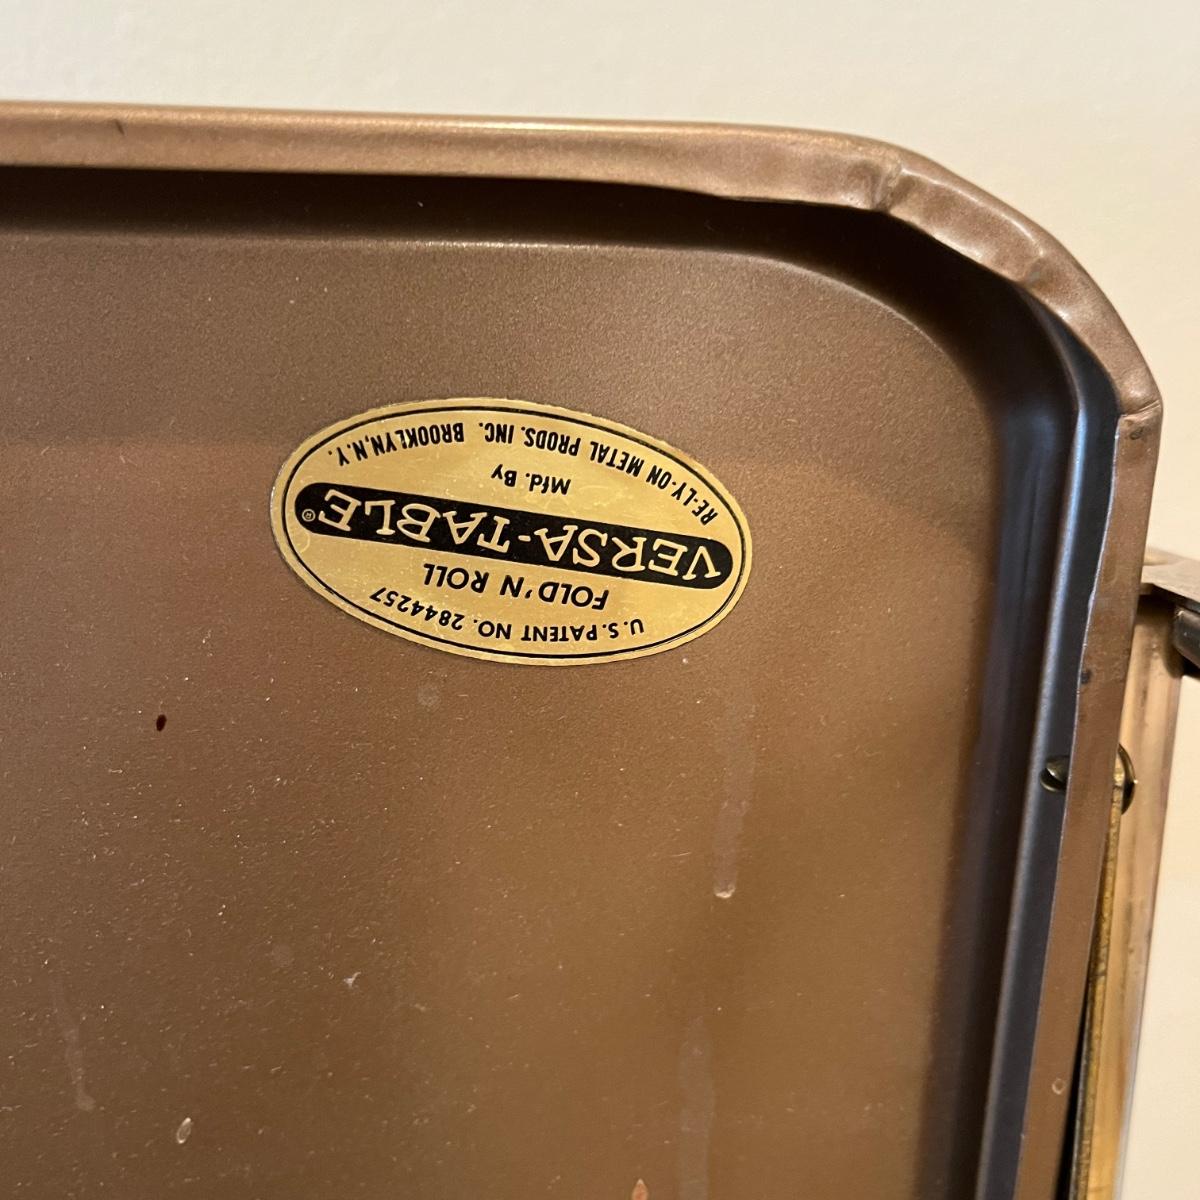 U.S. PATENT NO. 2844257
FOLD'N ROLL
VERSA-TABLE®
Mfd. By
RE-LY-ON METAL PRODS. INC. BROOKLYN, N.Y.